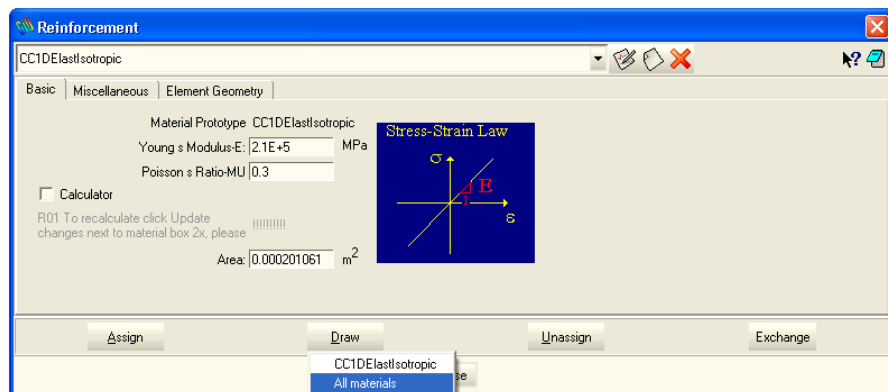 Reinforcement
CC1DElastIsotropic
Basic Miscellaneous Element Geometry
Material Prototype CC1DElastIsotropic
Young s Modulus-E: 2.1E+5 MPa
Poisson s Ratio-MU 0.3
Calculator
R01 To recalculate click Update
changes next to material box 2x, please !!!!!!!!!!
Area: 0.000201061 m2
Stress-Strain Law
σ
E
1
ε
Assign Draw Unassign Exchange
CC1DElastIsotropic
All materials